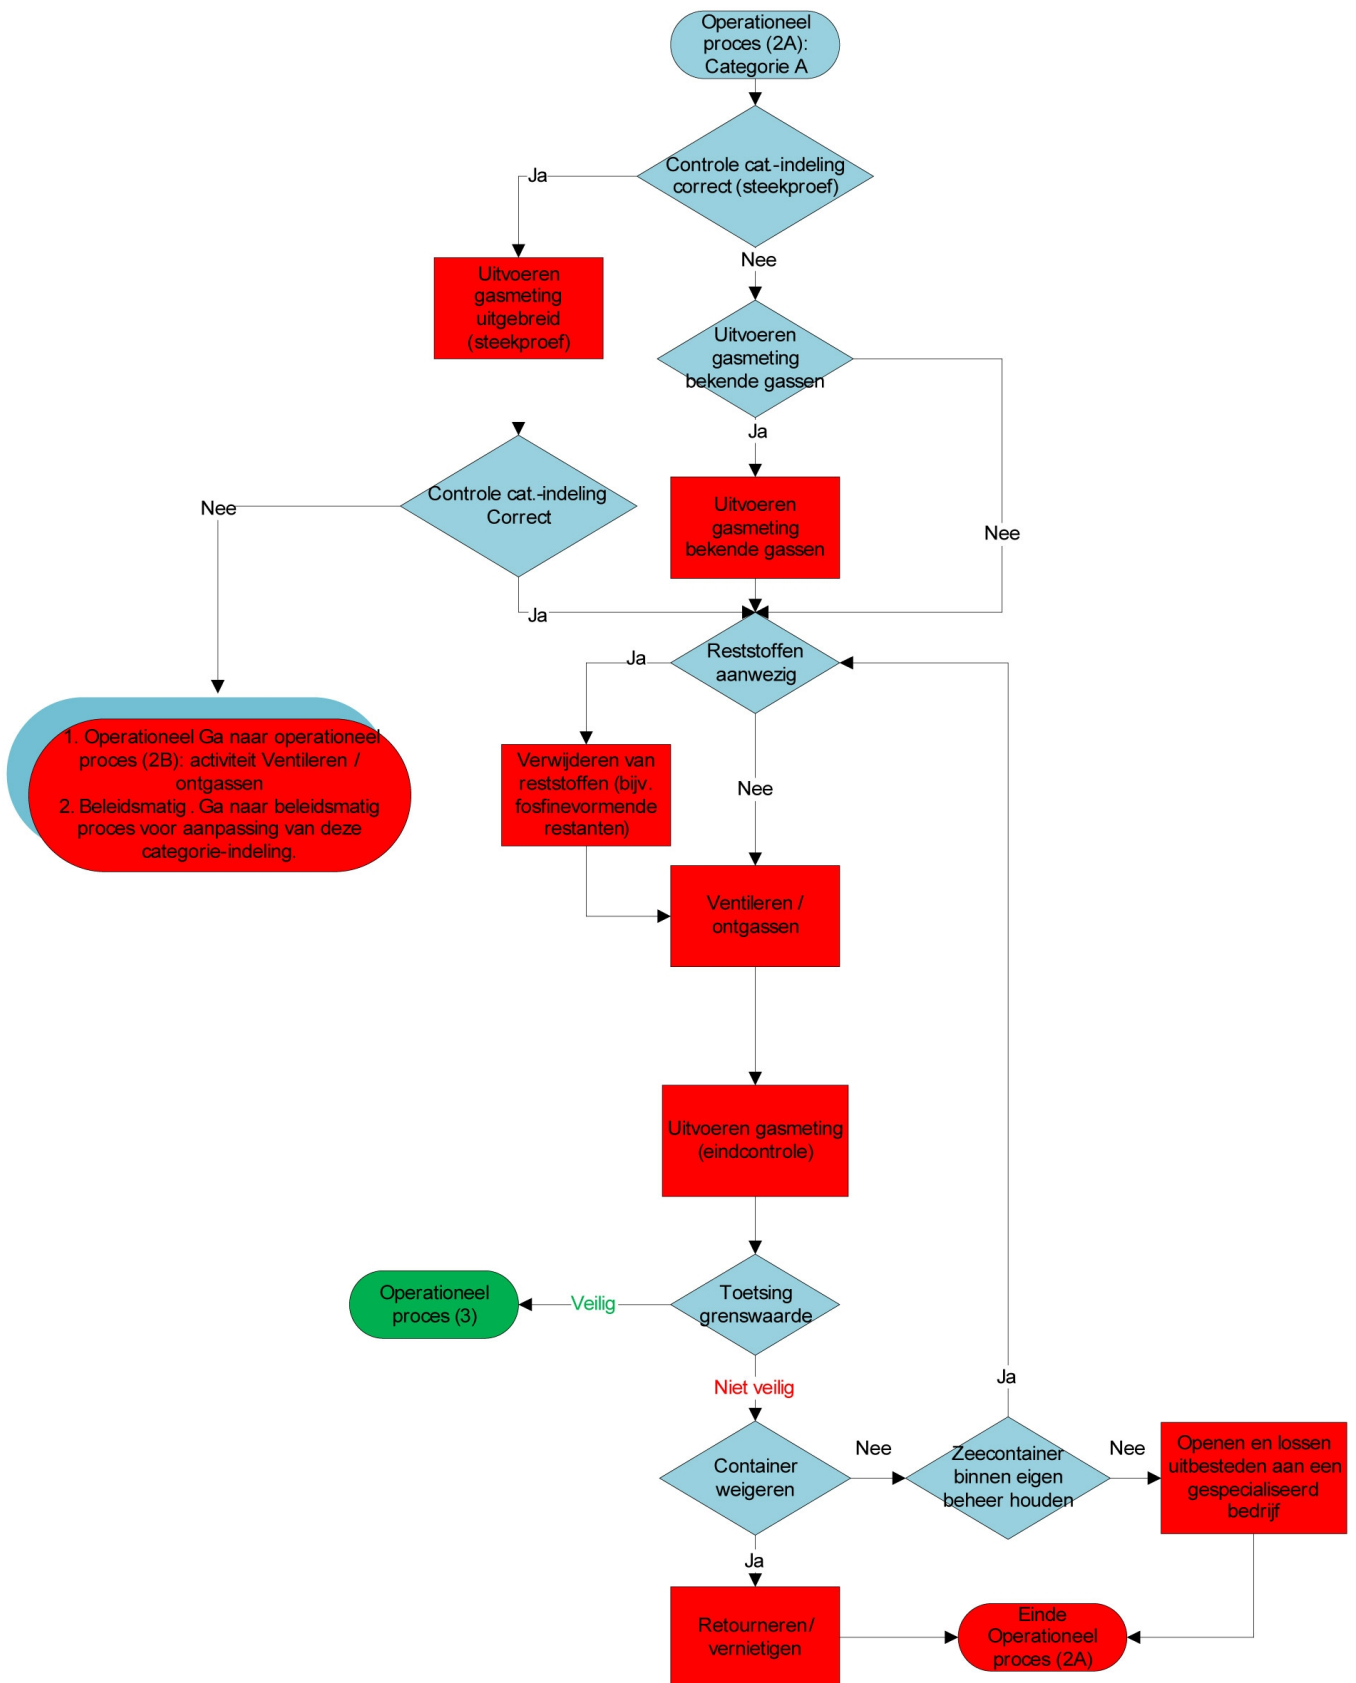 Operationeel
proces (2A):
Categorie A
Controle cat.-indeling
correct (steekproef)
Ja
Nee
Uitvoeren
gasmeting
uitgebreid
(steekproef)
Uitvoeren
gasmeting
bekende gassen
Ja
Nee
Controle cat.-indeling
Correct
Nee
Ja
Uitvoeren
gasmeting
bekende gassen
Reststoffen
aanwezig
Ja
Nee
1. Operationeel Ga naar operationeel
proces (2B): activiteit Ventileren /
ontgassen
2. Beleidsmatig. Ga naar beleidsmatig
proces voor aanpassing van deze
categorie-indeling.
Verwijderen van
reststoffen (bijv.
fosfinevormende
restanten)
Ventileren /
ontgassen
Uitvoeren gasmeting
(eindcontrole)
Toetsing
grenswaarde
Veilig
Operationeel
proces (3)
Niet veilig
Container
weigeren
Nee
Ja
Zeecontainer
binnen eigen
beheer houden
Ja
Nee
Openen en lossen
uitbesteden aan een
gespecialiseerd
bedrijf
Retourneren/
vernietigen
Einde
Operationeel
proces (2A)